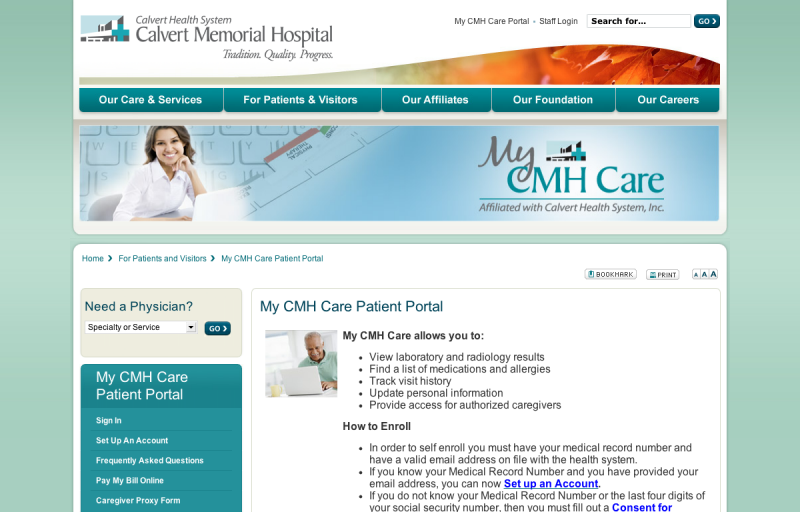 Calvert Health System
Calvert Memorial Hospital
Tradition. Quality. Progress.
My CMH Care Portal • Staff Login
Search for...
GO
Our Care & Services
For Patients & Visitors
Our Affiliates
Our Foundation
Our Careers
My
CMH Care
Affiliated with Calvert Health System, Inc.
Home
For Patients and Visitors
My CMH Care Patient Portal
BOOKMARK
PRINT
A A A
Need a Physician?
Specialty or Service
GO
My CMH Care
Patient Portal
Sign In
Set Up An Account
Frequently Asked Questions
Pay My Bill Online
Caregiver Proxy Form
My CMH Care Patient Portal
My CMH Care allows you to:
• View laboratory and radiology results
• Find a list of medications and allergies
• Track visit history
• Update personal information
• Provide access for authorized caregivers
How to Enroll
• In order to self enroll you must have your medical record number and
have a valid email address on file with the health system.
• If you know your Medical Record Number and you have provided your
email address, you can now Set up an Account.
• If you do not know your Medical Record Number or the last four digits of
your social security number, then you must fill out a Consent for